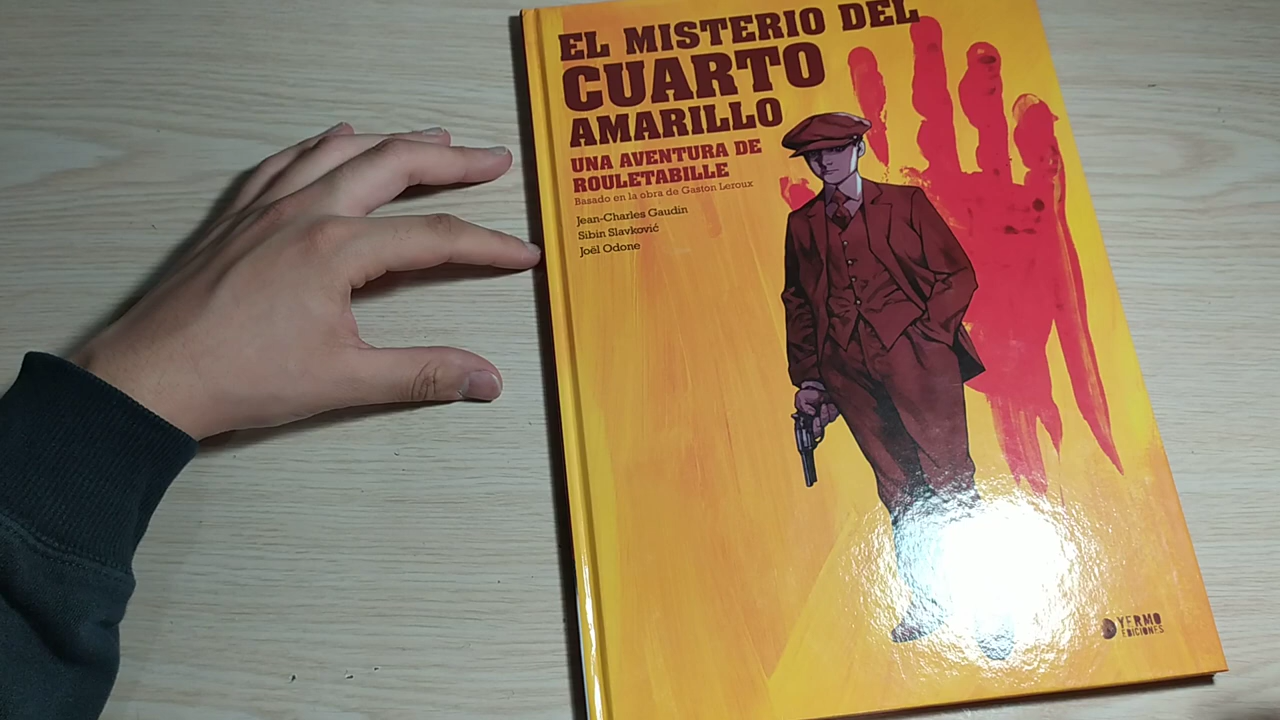 EL MISTERIO DEL
CUARTO
AMARILLO
UNA AVENTURA DE
ROULETABILLE
Basado en la obra de Gaston Leroux
Jean-Charles Gaudin
Sibin Slavković
Joël Odone
YERMO
EDICIONES